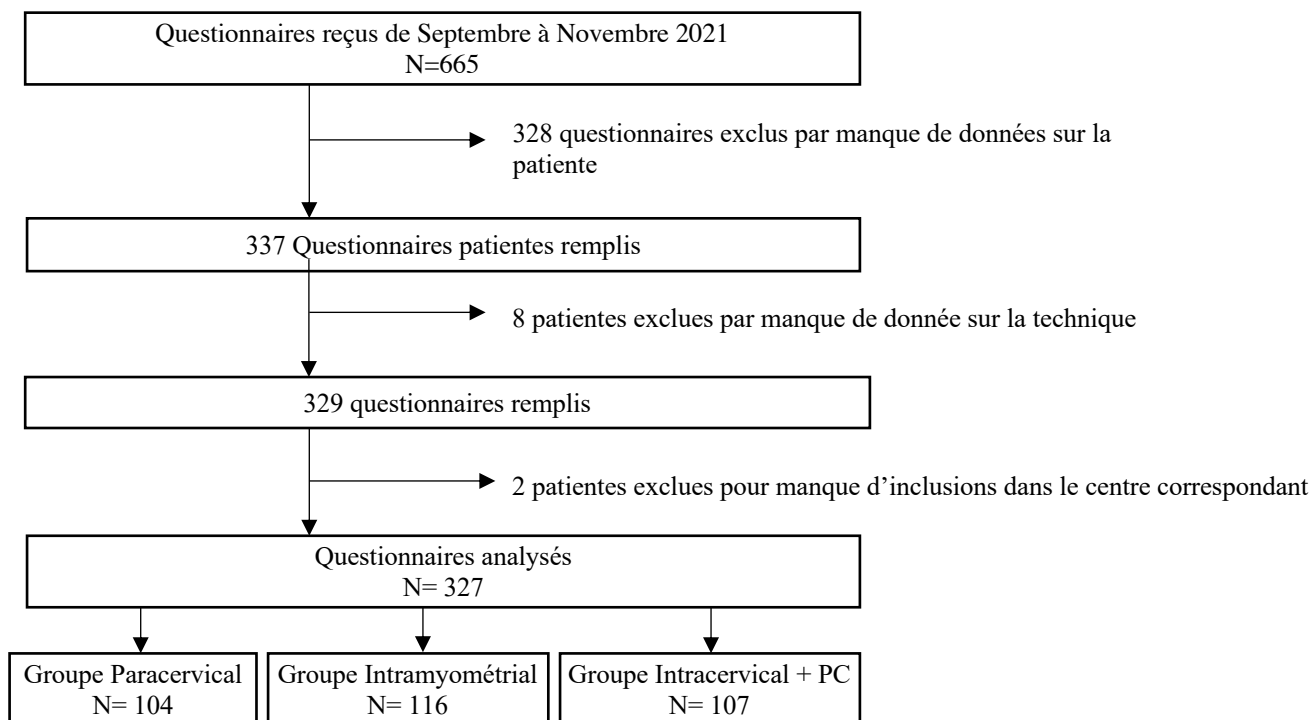 Questionnaires reçus de Septembre à Novembre 2021
N=665
328 questionnaires exclus par manque de données sur la
patiente
337 Questionnaires patientes remplis
8 patientes exclues par manque de donnée sur la technique
329 questionnaires remplis
2 patientes exclues pour manque d’inclusions dans le centre correspondant
Questionnaires analysés
N= 327
Groupe Paracervical
N= 104
Groupe Intramyométrial
N= 116
Groupe Intracervical + PC
N= 107